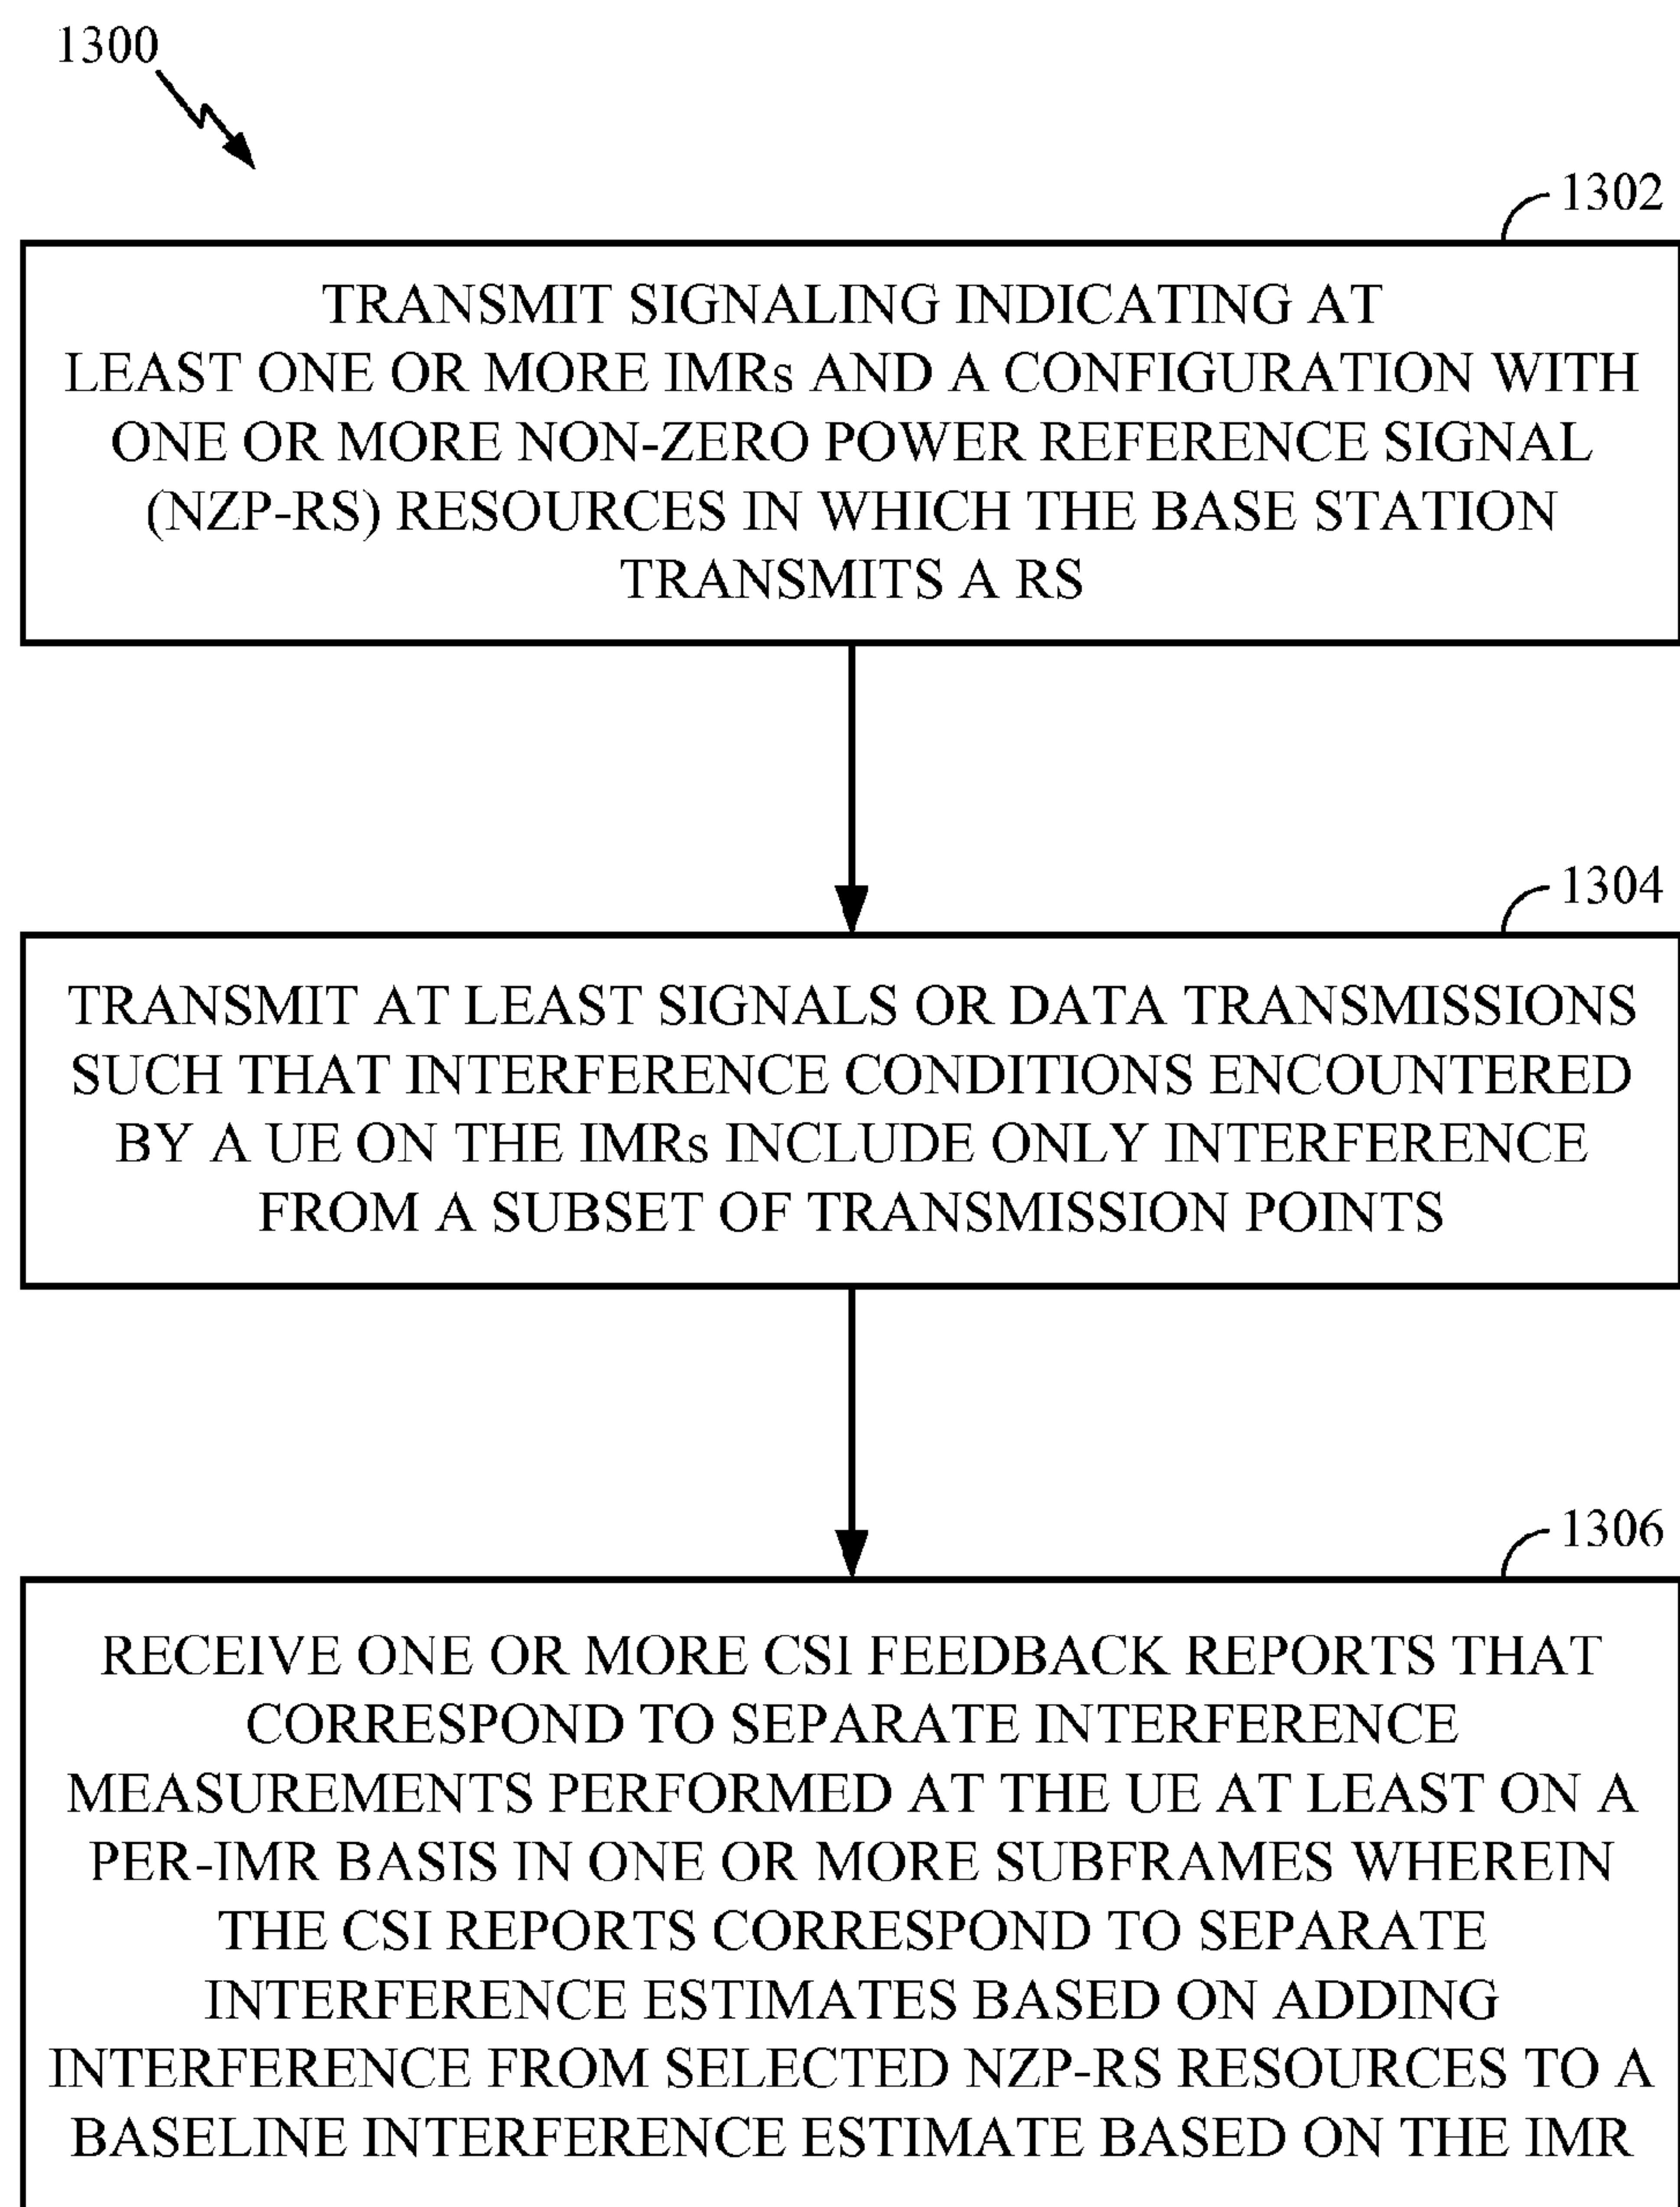 1300
1302
TRANSMIT SIGNALING INDICATING AT
LEAST ONE OR MORE IMRs AND A CONFIGURATION WITH
ONE OR MORE NON-ZERO POWER REFERENCE SIGNAL
(NZP-RS) RESOURCES IN WHICH THE BASE STATION
TRANSMITS A RS
1304
TRANSMIT AT LEAST SIGNALS OR DATA TRANSMISSIONS
SUCH THAT INTERFERENCE CONDITIONS ENCOUNTERED
BY A UE ON THE IMRs INCLUDE ONLY INTERFERENCE
FROM A SUBSET OF TRANSMISSION POINTS
1306
RECEIVE ONE OR MORE CSI FEEDBACK REPORTS THAT
CORRESPOND TO SEPARATE INTERFERENCE
MEASUREMENTS PERFORMED AT THE UE AT LEAST ON A
PER-IMR BASIS IN ONE OR MORE SUBFRAMES WHEREIN
THE CSI REPORTS CORRESPOND TO SEPARATE
INTERFERENCE ESTIMATES BASED ON ADDING
INTERFERENCE FROM SELECTED NZP-RS RESOURCES TO A
BASELINE INTERFERENCE ESTIMATE BASED ON THE IMR